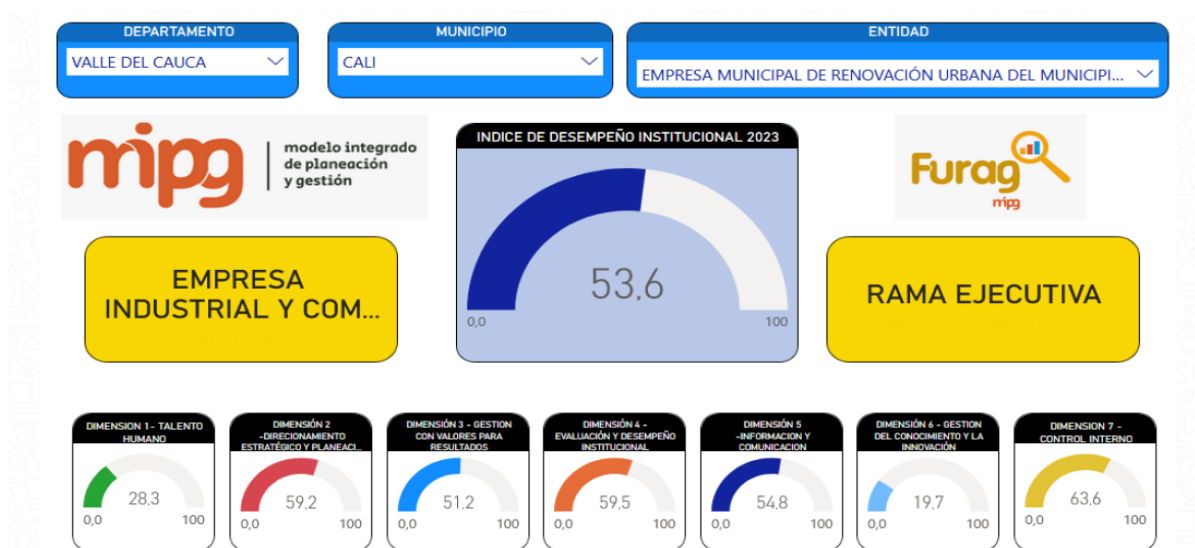 DEPARTAMENTO
VALLE DEL CAUCA
MUNICIPIO
CALI
ENTIDAD
EMPRESA MUNICIPAL DE RENOVACIÓN URBANA DEL MUNICIPI...
mipg
modelo integrado
de planeación
y gestión
INDICE DE DESEMPEÑO INSTITUCIONAL 2023
53,6
0,0
100
Furag
mipg
EMPRESA
INDUSTRIAL Y COM...
RAMA EJECUTIVA
DIMENSION 1- TALENTO
HUMANO
28,3
0,0
100
DIMENSIÓN 2
-DIRECIONAMIENTO
ESTRATÉGICO Y PLANEACI...
59,2
0,0
100
DIMENSIÓN 3 - GESTION
CON VALORES PARA
RESULTADOS
51,2
0,0
100
DIMENSIÓN 4 -
EVALUACIÓN Y DESEMPEÑO
INSTITUCIONAL
59,5
0,0
100
DIMENSIÓN 5
-INFORMACION Y
COMUNICACION
54,8
0,0
100
DIMENSIÓN 6 - GESTION
DEL CONOCIMIENTO Y LA
INNOVACIÓN
19,7
0,0
100
DIMENSION 7 -
CONTROL INTERNO
63,6
0,0
100